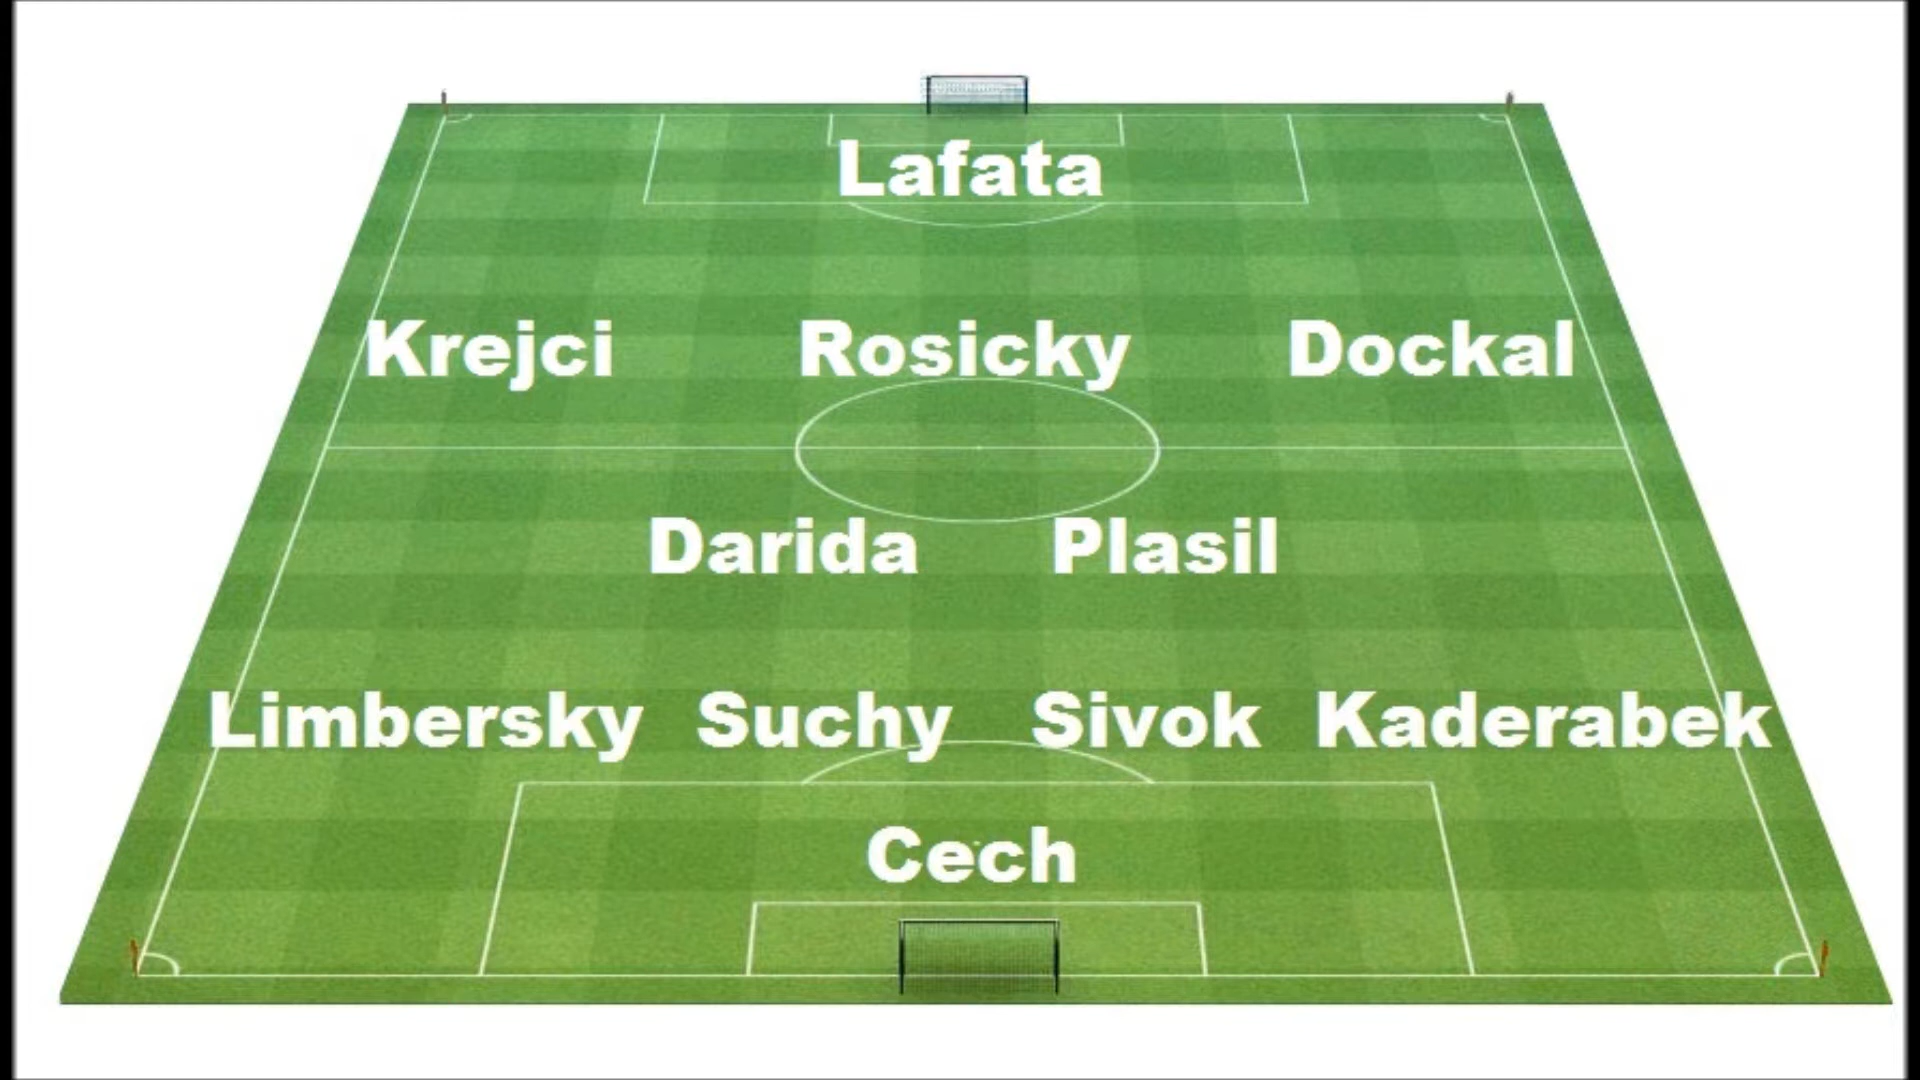 Lafata
Krejci Rosicky Dockal
Darida Plasil
Limbersky Suchy Sivok Kaderabek
Cech